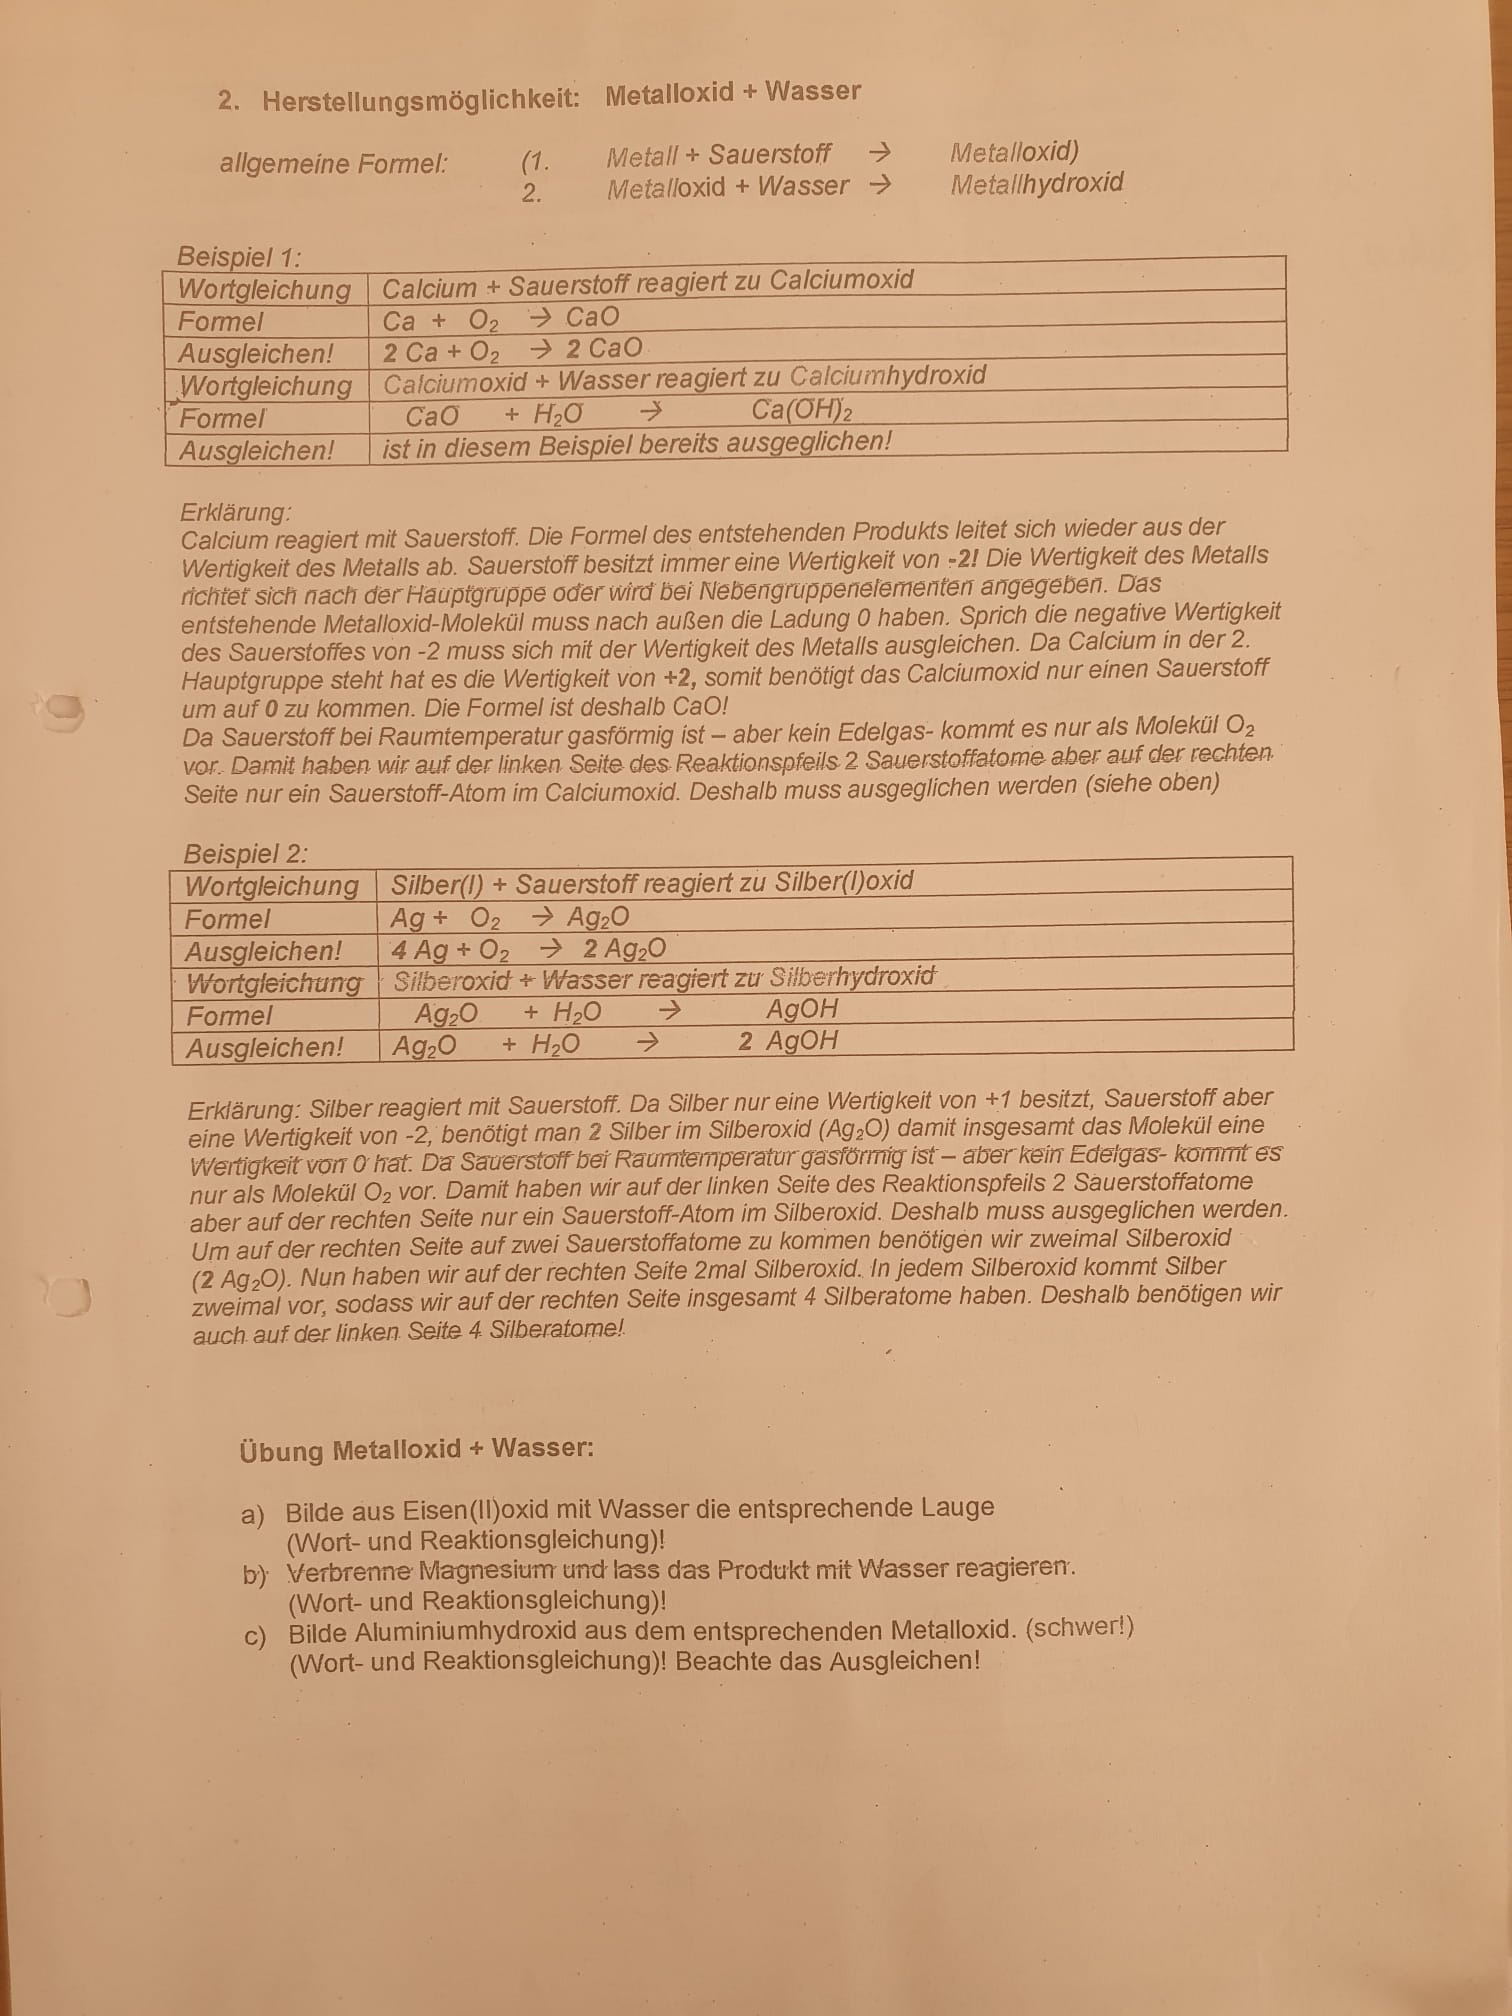 2. Herstellungsmöglichkeit: Metalloxid + Wasser
allgemeine Formel: (1. Metall + Sauerstoff → Metalloxid)
2. Metalloxid + Wasser → Metallhydroxid
Beispiel 1:
Wortgleichung Calcium + Sauerstoff reagiert zu Calciumoxid
Formel Ca + O₂ → CaO
Ausgleichen! 2 Ca + O₂ → 2 CaO
Wortgleichung Calciumoxid + Wasser reagiert zu Calciumhydroxid
Formel CaO + H₂O → Ca(OH)₂
Ausgleichen! ist in diesem Beispiel bereits ausgeglichen!
Erklärung:
Calcium reagiert mit Sauerstoff. Die Formel des entstehenden Produkts leitet sich wieder aus der
Wertigkeit des Metalls ab. Sauerstoff besitzt immer eine Wertigkeit von -2! Die Wertigkeit des Metalls
richtet sich nach der Hauptgruppe oder wird bei Nebengruppenelementen angegeben. Das
entstehende Metalloxid-Molekül muss nach außen die Ladung 0 haben. Sprich die negative Wertigkeit
des Sauerstoffes von -2 muss sich mit der Wertigkeit des Metalls ausgleichen. Da Calcium in der 2.
Hauptgruppe steht hat es die Wertigkeit von +2, somit benötigt das Calciumoxid nur einen Sauerstoff
um auf 0 zu kommen. Die Formel ist deshalb CaO!
Da Sauerstoff bei Raumtemperatur gasförmig ist – aber kein Edelgas- kommt es nur als Molekül O₂
vor. Damit haben wir auf der linken Seite des Reaktionspfeils 2 Sauerstoffatome aber auf der rechten
Seite nur ein Sauerstoff-Atom im Calciumoxid. Deshalb muss ausgeglichen werden (siehe oben)
Beispiel 2:
Wortgleichung Silber(I) + Sauerstoff reagiert zu Silber(I)oxid
Formel Ag + O₂ → Ag₂O
Ausgleichen! 4 Ag + O₂ → 2 Ag₂O
Wortgleichung Silberoxid + Wasser reagiert zu Silberhydroxid
Formel Ag₂O + H₂O → AgOH
Ausgleichen! Ag₂O + H₂O → 2 AgOH
Erklärung: Silber reagiert mit Sauerstoff. Da Silber nur eine Wertigkeit von +1 besitzt, Sauerstoff aber
eine Wertigkeit von -2, benötigt man 2 Silber im Silberoxid (Ag₂O) damit insgesamt das Molekül eine
Wertigkeit von 0 hat. Da Sauerstoff bei Raumtemperatur gasförmig ist – aber kein Edelgas- kommt es
nur als Molekül O₂ vor. Damit haben wir auf der linken Seite des Reaktionspfeils 2 Sauerstoffatome
aber auf der rechten Seite nur ein Sauerstoff-Atom im Silberoxid. Deshalb muss ausgeglichen werden.
Um auf der rechten Seite auf zwei Sauerstoffatome zu kommen benötigen wir zweimal Silberoxid
(2 Ag₂O). Nun haben wir auf der rechten Seite 2mal Silberoxid. In jedem Silberoxid kommt Silber
zweimal vor, sodass wir auf der rechten Seite insgesamt 4 Silberatome haben. Deshalb benötigen wir
auch auf der linken Seite 4 Silberatome!
Übung Metalloxid + Wasser:
a) Bilde aus Eisen(II)oxid mit Wasser die entsprechende Lauge
(Wort- und Reaktionsgleichung)!
b) Verbrenne Magnesium und lass das Produkt mit Wasser reagieren.
(Wort- und Reaktionsgleichung)!
c) Bilde Aluminiumhydroxid aus dem entsprechenden Metalloxid. (schwer!)
(Wort- und Reaktionsgleichung)! Beachte das Ausgleichen!